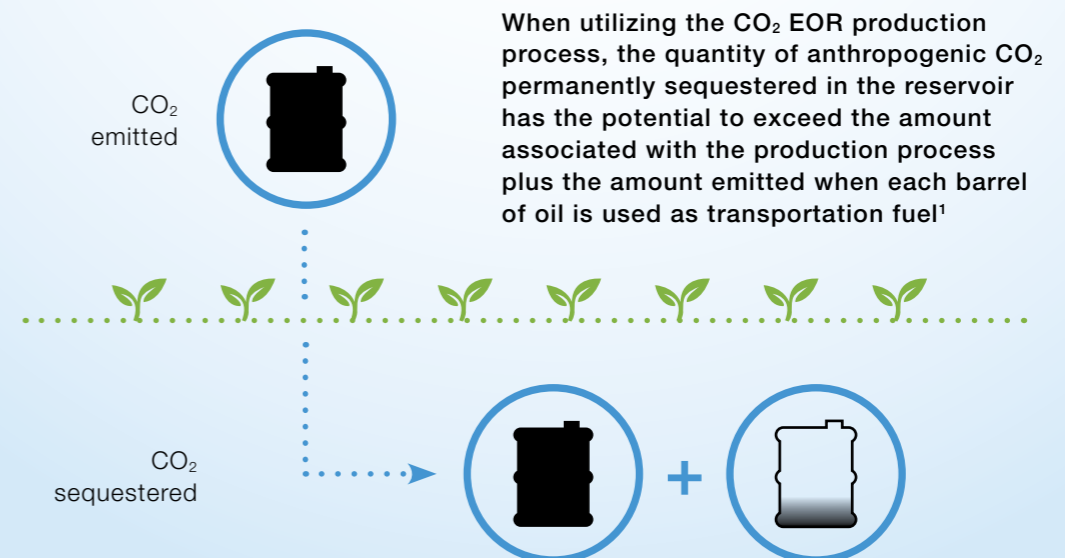 When utilizing the CO₂ EOR production
process, the quantity of anthropogenic CO₂
permanently sequestered in the reservoir
has the potential to exceed the amount
associated with the production process
plus the amount emitted when each barrel
of oil is used as transportation fuel¹
CO₂
emitted
CO₂
sequestered
+